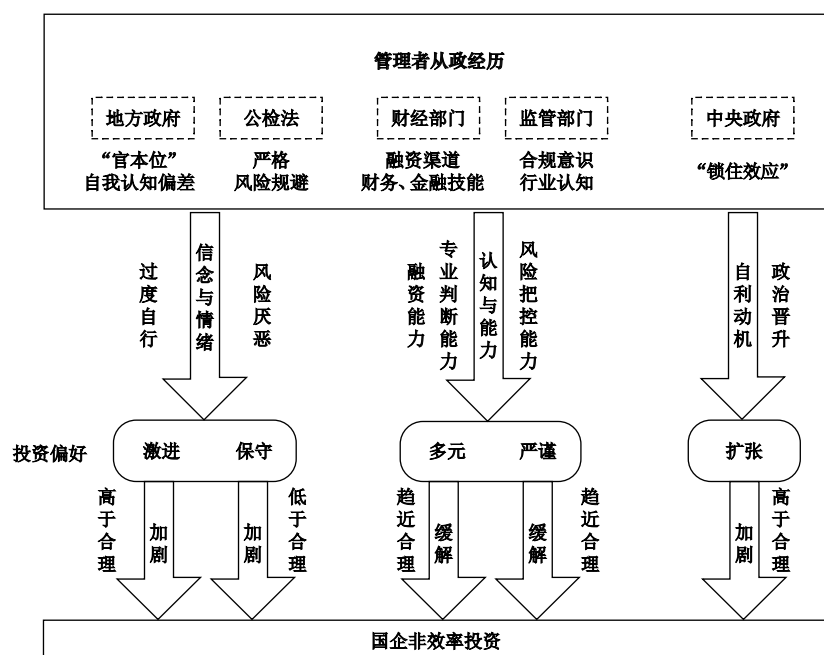 管理者从政经历
地方政府
公检法
财经部门
监管部门
中央政府
“官本位”
自我认知偏差
严格
风险规避
融资渠道
财务、金融技能
合规意识
行业认知
“锁住效应”
过度自行
信念与情绪
风险厌恶
融资能力
专业判断能力
认知与能力
风险把控能力
自利动机
政治晋升
投资偏好
激进
保守
多元
严谨
扩张
高于合理
加剧
加剧
低于合理
趋近合理
缓解
缓解
趋近合理
加剧
高于合理
国企非效率投资